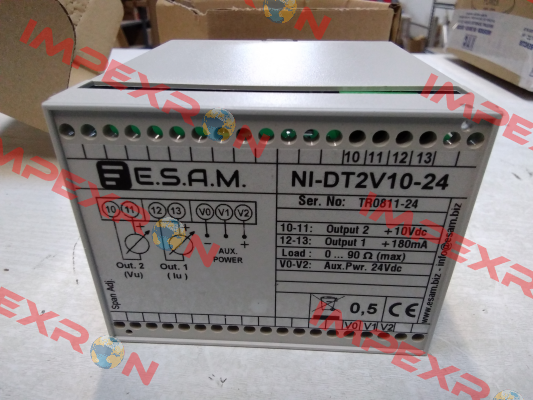 10 11 12 13
E.S.A.M.
NI-DT2V10-24
Ser. No: TR0811-24
10 11 12 13 V0 V1 V2
10-11: Output 2 +10Vdc
12-13: Output 1 +180mA
Load : 0 ... 90 Ω (max)
V0-V2: Aux.Pwr. 24Vdc
- +
AUX.
POWER
Out. 2
(Vu)
Out. 1
( Iu )
Span Adj.
www.esam.biz - info@esam.biz
0,5 CE
V0 V1 V2
IMPEXRON
IMPEXRON
IMPEXRON
IMPEXRON
IMPEXRON